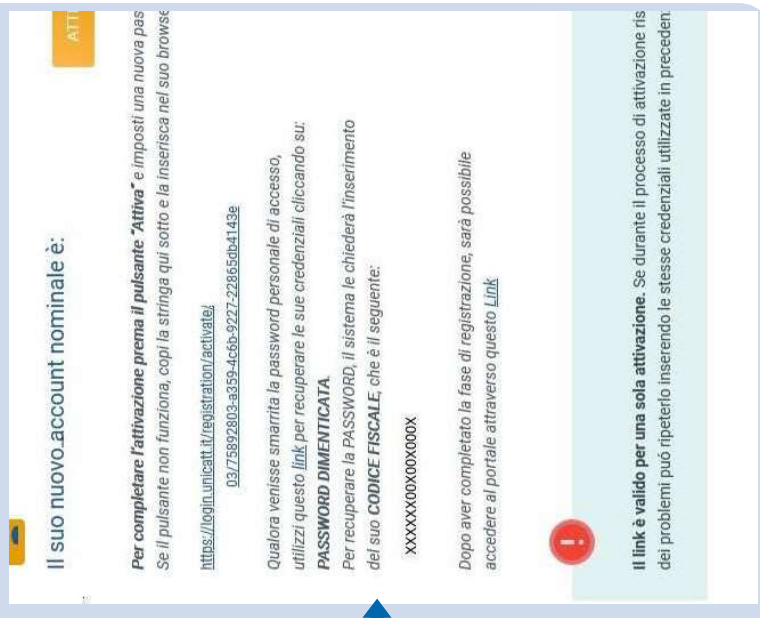 Il suo nuovo account nominale è:
ATT
Per completare l'attivazione prema il pulsante "Attiva" e imposti una nuova pas
Se il pulsante non funziona, copi la stringa qui sotto e la inserisca nel suo browse
https://login.unicatt.it/registration/activate/
03/75892803-a359-4c6b-9227-22865db4143e
Qualora venisse smarrita la password personale di accesso,
utilizzi questo link per recuperare le sue credenziali cliccando su:
PASSWORD DIMENTICATA.
Per recuperare la PASSWORD, il sistema le chiederà l'inserimento
del suo CODICE FISCALE, che è il seguente:
XXXXXX00X00X000X
Dopo aver completato la fase di registrazione, sarà possibile
accedere al portale attraverso questo Link
!
Il link è valido per una sola attivazione. Se durante il processo di attivazione ris
dei problemi puó ripeterlo inserendo le stesse credenziali utilizzate in preceden